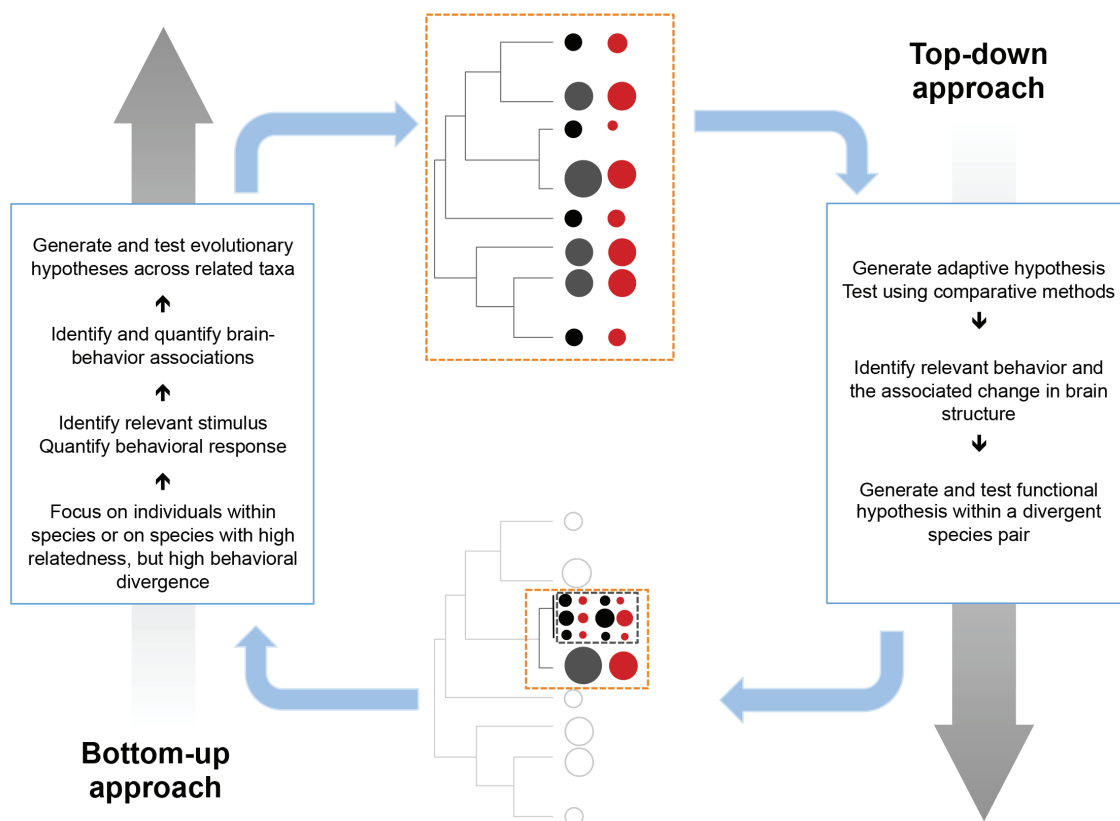 Top-down
approach
Generate and test evolutionary
hypotheses across related taxa
Identify and quantify brain-
behavior associations
Identify relevant stimulus
Quantify behavioral response
Focus on individuals within
species or on species with high
relatedness, but high behavioral
divergence
Generate adaptive hypothesis
Test using comparative methods
Identify relevant behavior and
the associated change in brain
structure
Generate and test functional
hypothesis within a divergent
species pair
Bottom-up
approach